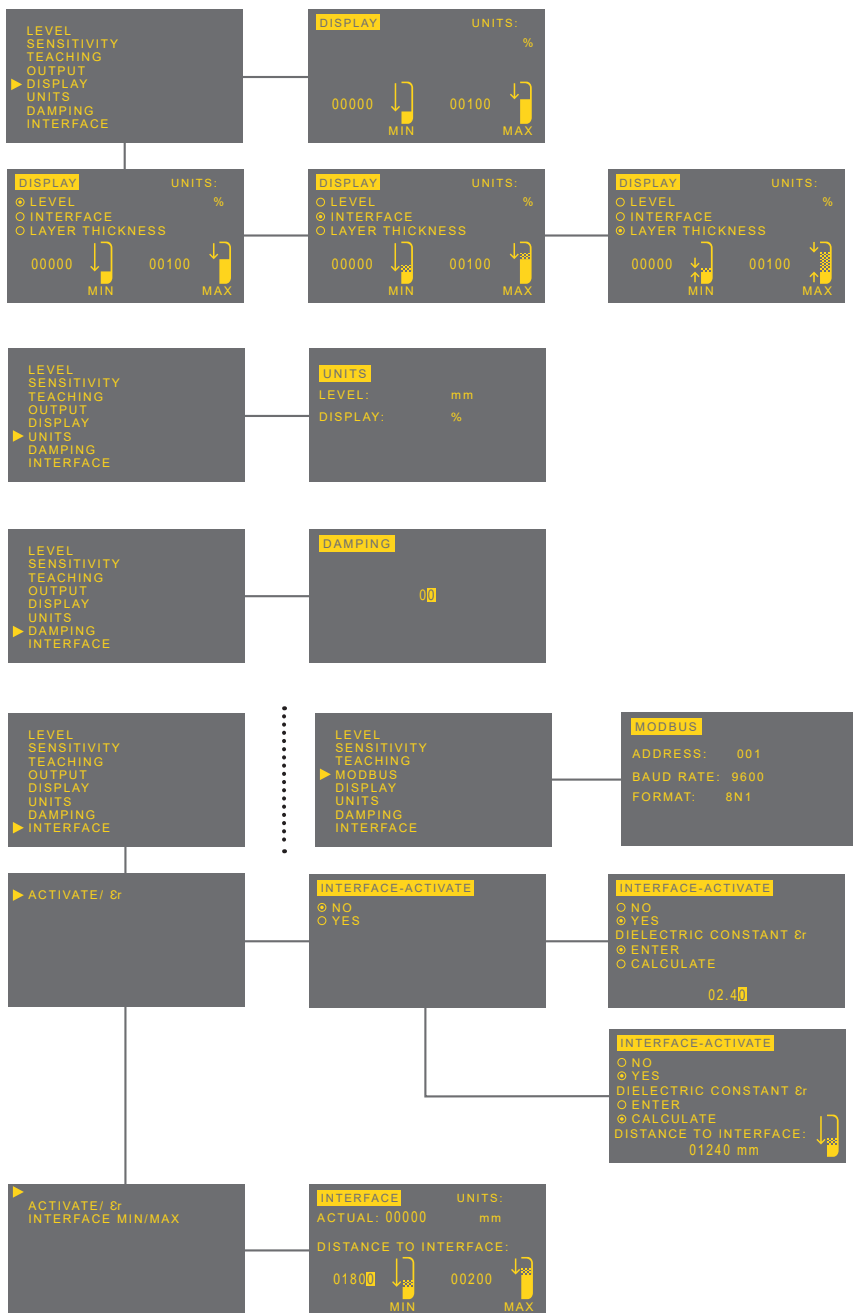 LEVEL
SENSITIVITY
TEACHING
OUTPUT
DISPLAY
UNITS
DAMPING
INTERFACE
DISPLAY UNITS:
%
00000 00100
MIN MAX
DISPLAY UNITS:
LEVEL %
INTERFACE
LAYER THICKNESS
00000 00100
MIN MAX
DISPLAY UNITS:
LEVEL %
INTERFACE
LAYER THICKNESS
00000 00100
MIN MAX
DISPLAY UNITS:
LEVEL %
INTERFACE
LAYER THICKNESS
00000 00100
MIN MAX
LEVEL
SENSITIVITY
TEACHING
OUTPUT
DISPLAY
UNITS
DAMPING
INTERFACE
UNITS
LEVEL: mm
DISPLAY: %
LEVEL
SENSITIVITY
TEACHING
OUTPUT
DISPLAY
UNITS
DAMPING
INTERFACE
DAMPING
00
LEVEL
SENSITIVITY
TEACHING
OUTPUT
DISPLAY
UNITS
DAMPING
INTERFACE
LEVEL
SENSITIVITY
TEACHING
MODBUS
DISPLAY
UNITS
DAMPING
INTERFACE
MODBUS
ADDRESS: 001
BAUD RATE: 9600
FORMAT: 8N1
ACTIVATE/ Ɛr
INTERFACE-ACTIVATE
NO
YES
INTERFACE-ACTIVATE
NO
YES
DIELECTRIC CONSTANT Ɛr
ENTER
CALCULATE
02.40
INTERFACE-ACTIVATE
NO
YES
DIELECTRIC CONSTANT Ɛr
ENTER
CALCULATE
DISTANCE TO INTERFACE:
01240 mm
ACTIVATE/ Ɛr
INTERFACE MIN/MAX
INTERFACE UNITS:
ACTUAL: 00000 mm
DISTANCE TO INTERFACE:
01800 00200
MIN MAX